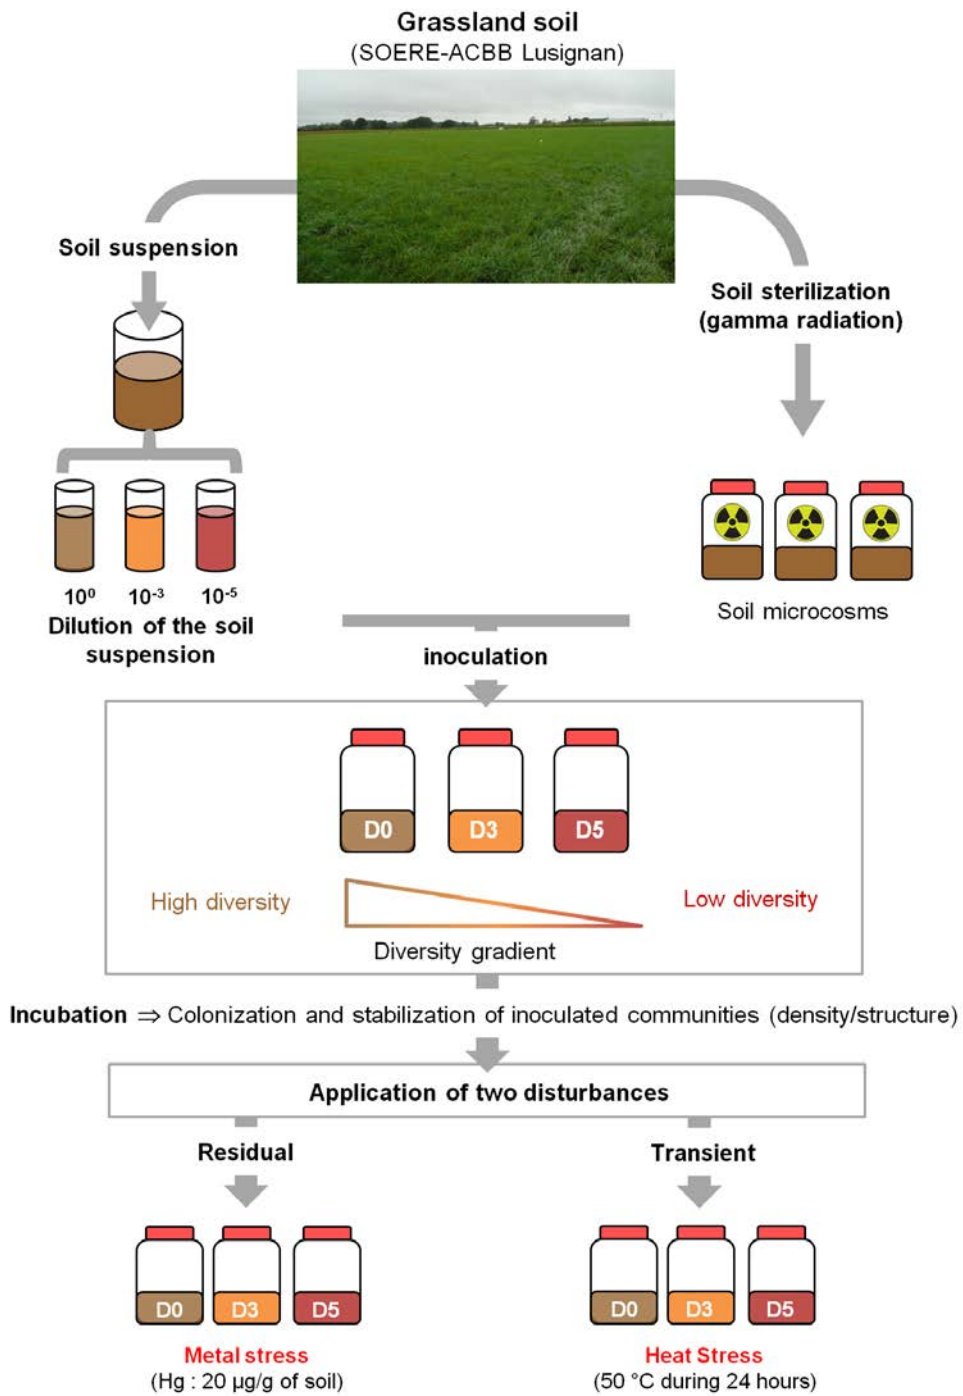 Grassland soil
(SOERE-ACBB Lusignan)
Soil suspension
Soil sterilization
(gamma radiation)
10⁰ 10⁻³ 10⁻⁵
Dilution of the soil
suspension
Soil microcosms
inoculation
D0 D3 D5
High diversity
Low diversity
Diversity gradient
Incubation ⇒ Colonization and stabilization of inoculated communities (density/structure)
Application of two disturbances
Residual
Transient
D0 D3 D5
D0 D3 D5
Metal stress
(Hg : 20 µg/g of soil)
Heat Stress
(50 °C during 24 hours)